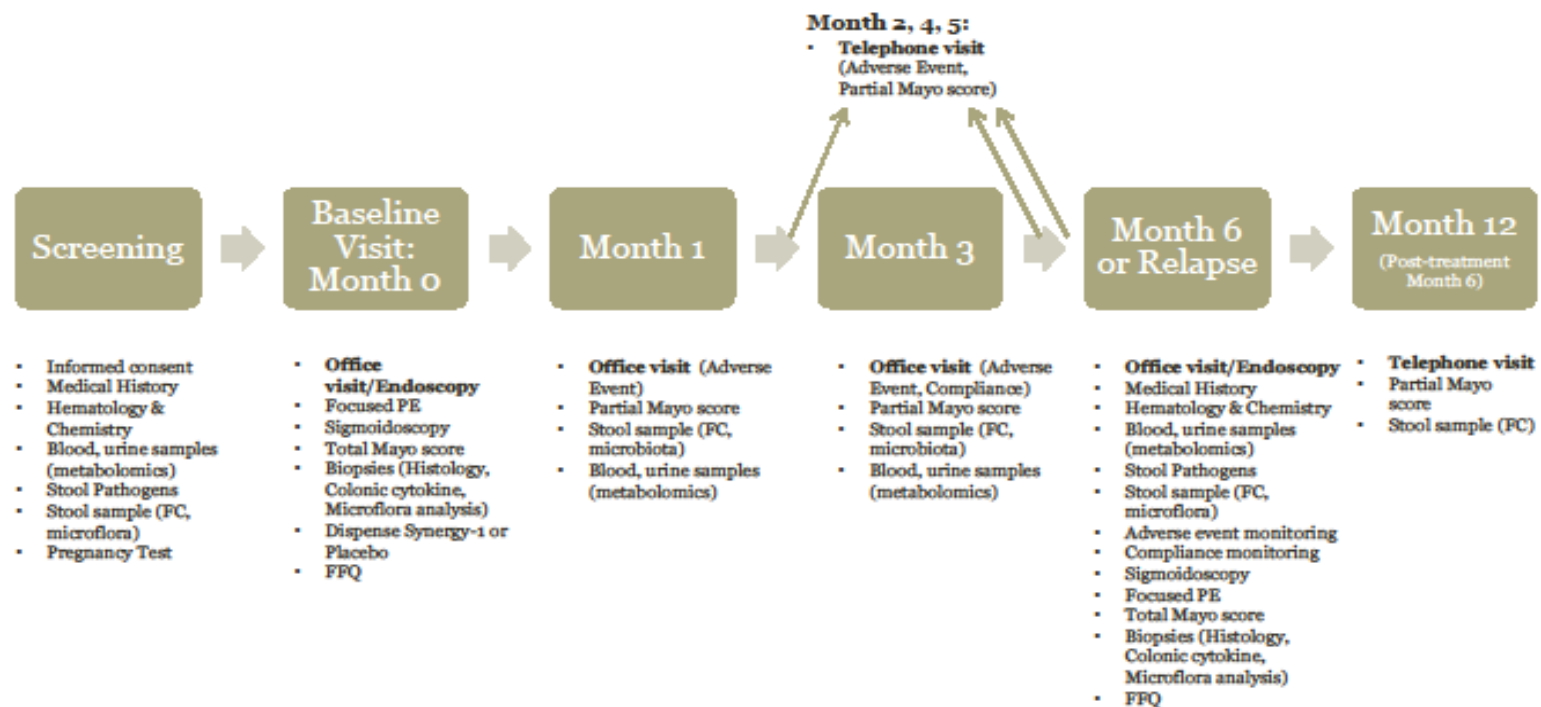 Month 2, 4, 5:
• Telephone visit
(Adverse Event,
Partial Mayo score)
Screening
Baseline
Visit:
Month 0
Month 1
Month 3
Month 6
or Relapse
Month 12
(Post-treatment
Month 6)
• Informed consent
• Medical History
• Hematology &
Chemistry
• Blood, urine samples
(metabolomics)
• Stool Pathogens
• Stool sample (FC,
microflora)
• Pregnancy Test
• Office
visit/Endoscopy
• Focused PE
• Sigmoidoscopy
• Total Mayo score
• Biopsies (Histology,
Colonic cytokine,
Microflora analysis)
• Dispense Synergy-1 or
Placebo
• FFQ
• Office visit (Adverse
Event)
• Partial Mayo score
• Stool sample (FC,
microbiota)
• Blood, urine samples
(metabolomics)
• Office visit (Adverse
Event, Compliance)
• Partial Mayo score
• Stool sample (FC,
microbiota)
• Blood, urine samples
(metabolomics)
• Office visit/Endoscopy
• Medical History
• Hematology & Chemistry
• Blood, urine samples
(metabolomics)
• Stool Pathogens
• Stool sample (FC,
microflora)
• Adverse event monitoring
• Compliance monitoring
• Sigmoidoscopy
• Focused PE
• Total Mayo score
• Biopsies (Histology,
Colonic cytokine,
Microflora analysis)
• FFQ
• Telephone visit
• Partial Mayo
score
• Stool sample (FC)